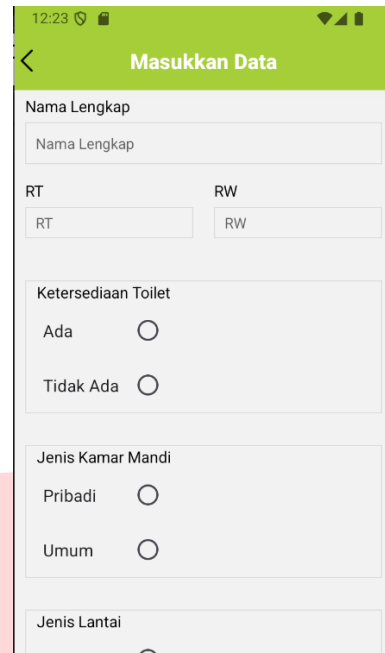 12:23
Masukkan Data
Nama Lengkap
Nama Lengkap
RT RW
RT RW
Ketersediaan Toilet
Ada
Tidak Ada
Jenis Kamar Mandi
Pribadi
Umum
Jenis Lantai